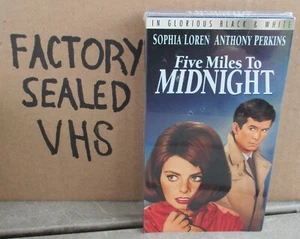 FACTORY
SEALED
VHS
IN GLORIOUS BLACK & WHITE
SOPHIA LOREN ANTHONY PERKINS
Five Miles To
MIDNIGHT